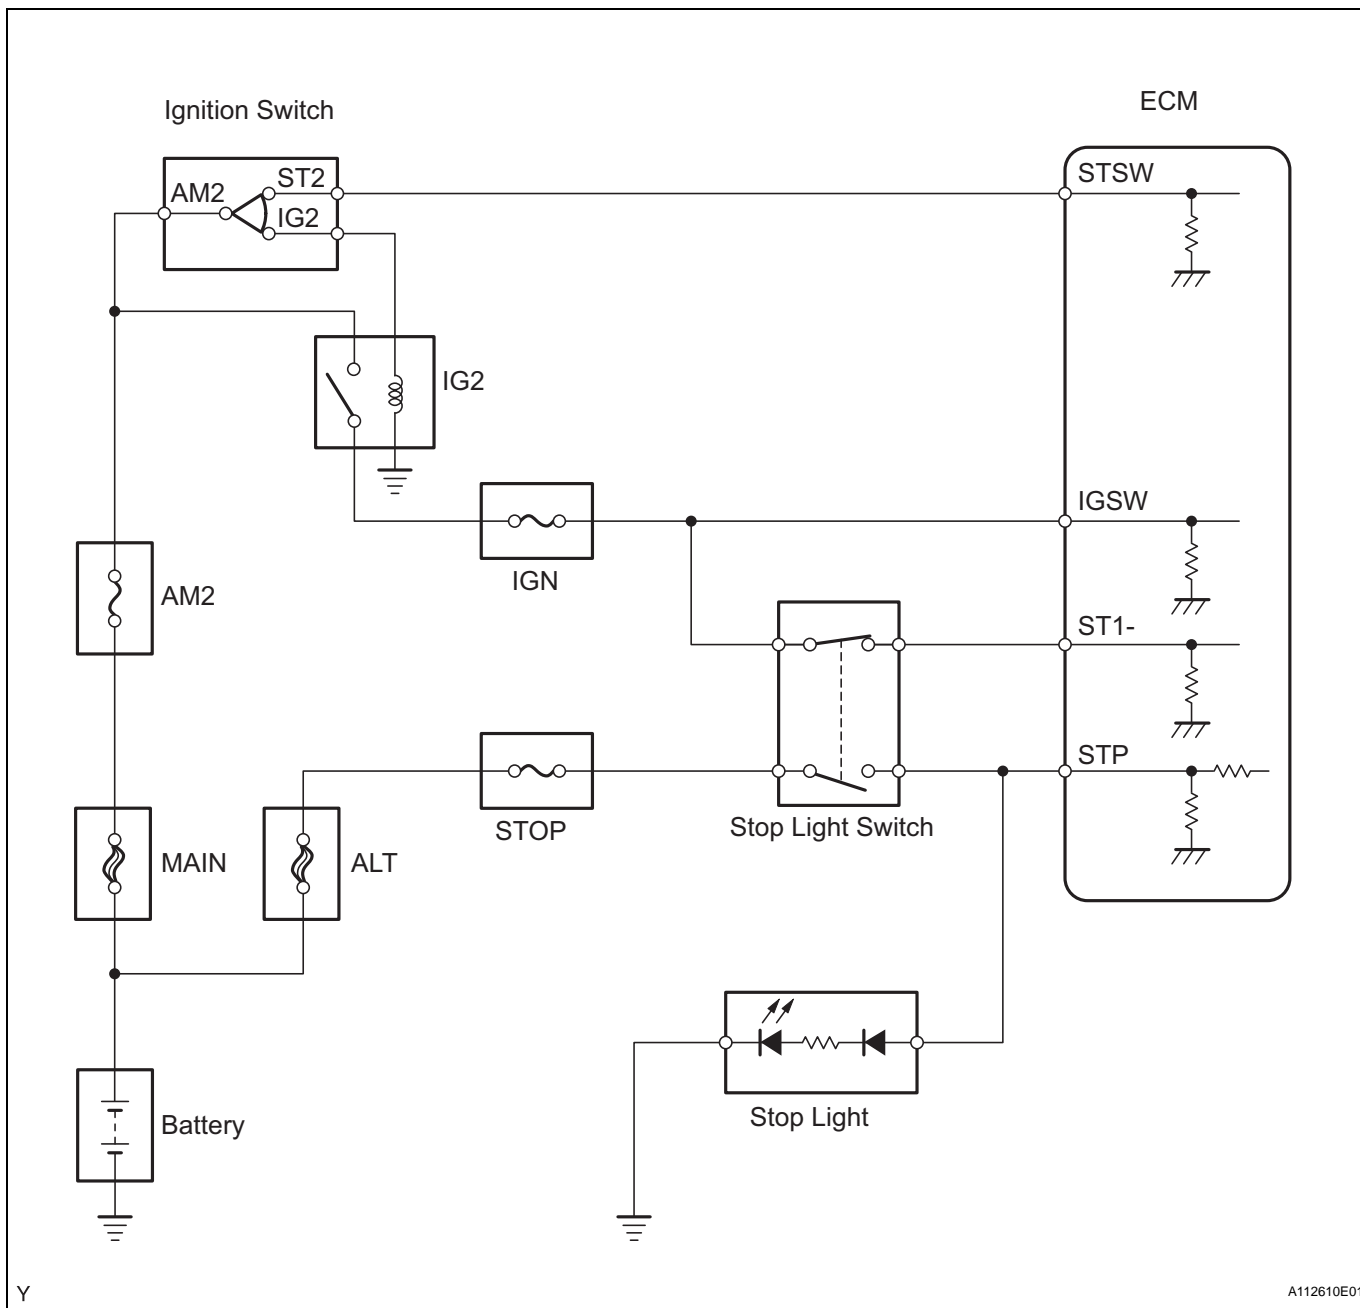 ECM
Ignition Switch
STSW
ST2
AM2
IG2
IG2
IGSW
IGN
AM2
ST1-
STP
STOP
Stop Light Switch
MAIN
ALT
Stop Light
Battery
Y
A112610E01